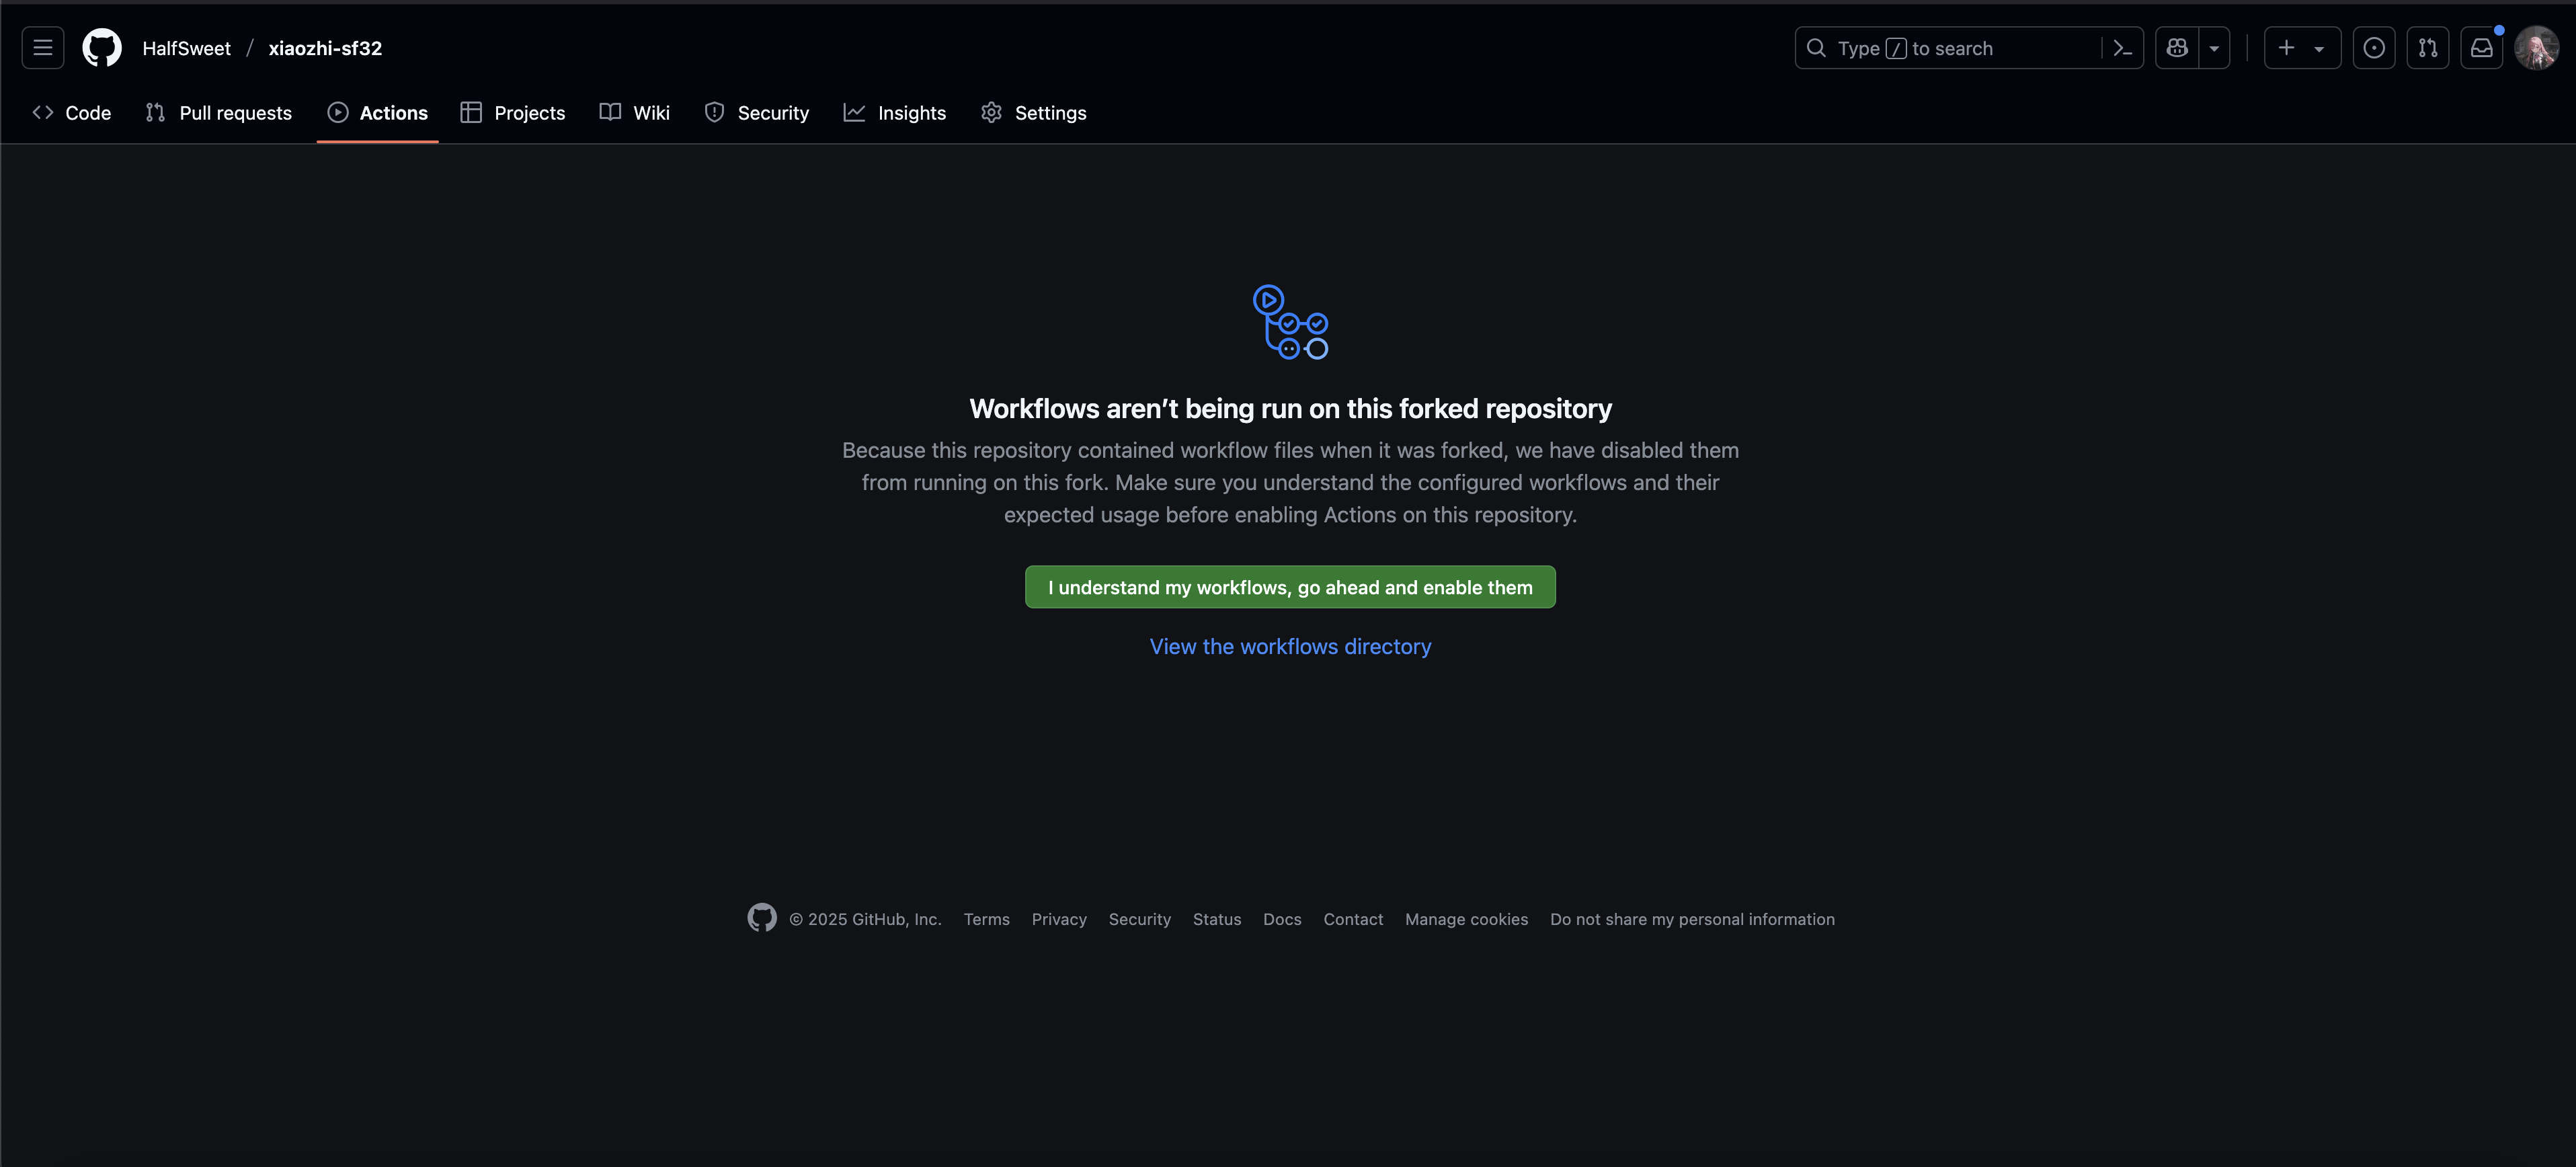 HalfSweet / xiaozhi-sf32
Type / to search
Code Pull requests Actions Projects Wiki Security Insights Settings
Workflows aren’t being run on this forked repository
Because this repository contained workflow files when it was forked, we have disabled them
from running on this fork. Make sure you understand the configured workflows and their
expected usage before enabling Actions on this repository.
I understand my workflows, go ahead and enable them
View the workflows directory
© 2025 GitHub, Inc. Terms Privacy Security Status Docs Contact Manage cookies Do not share my personal information